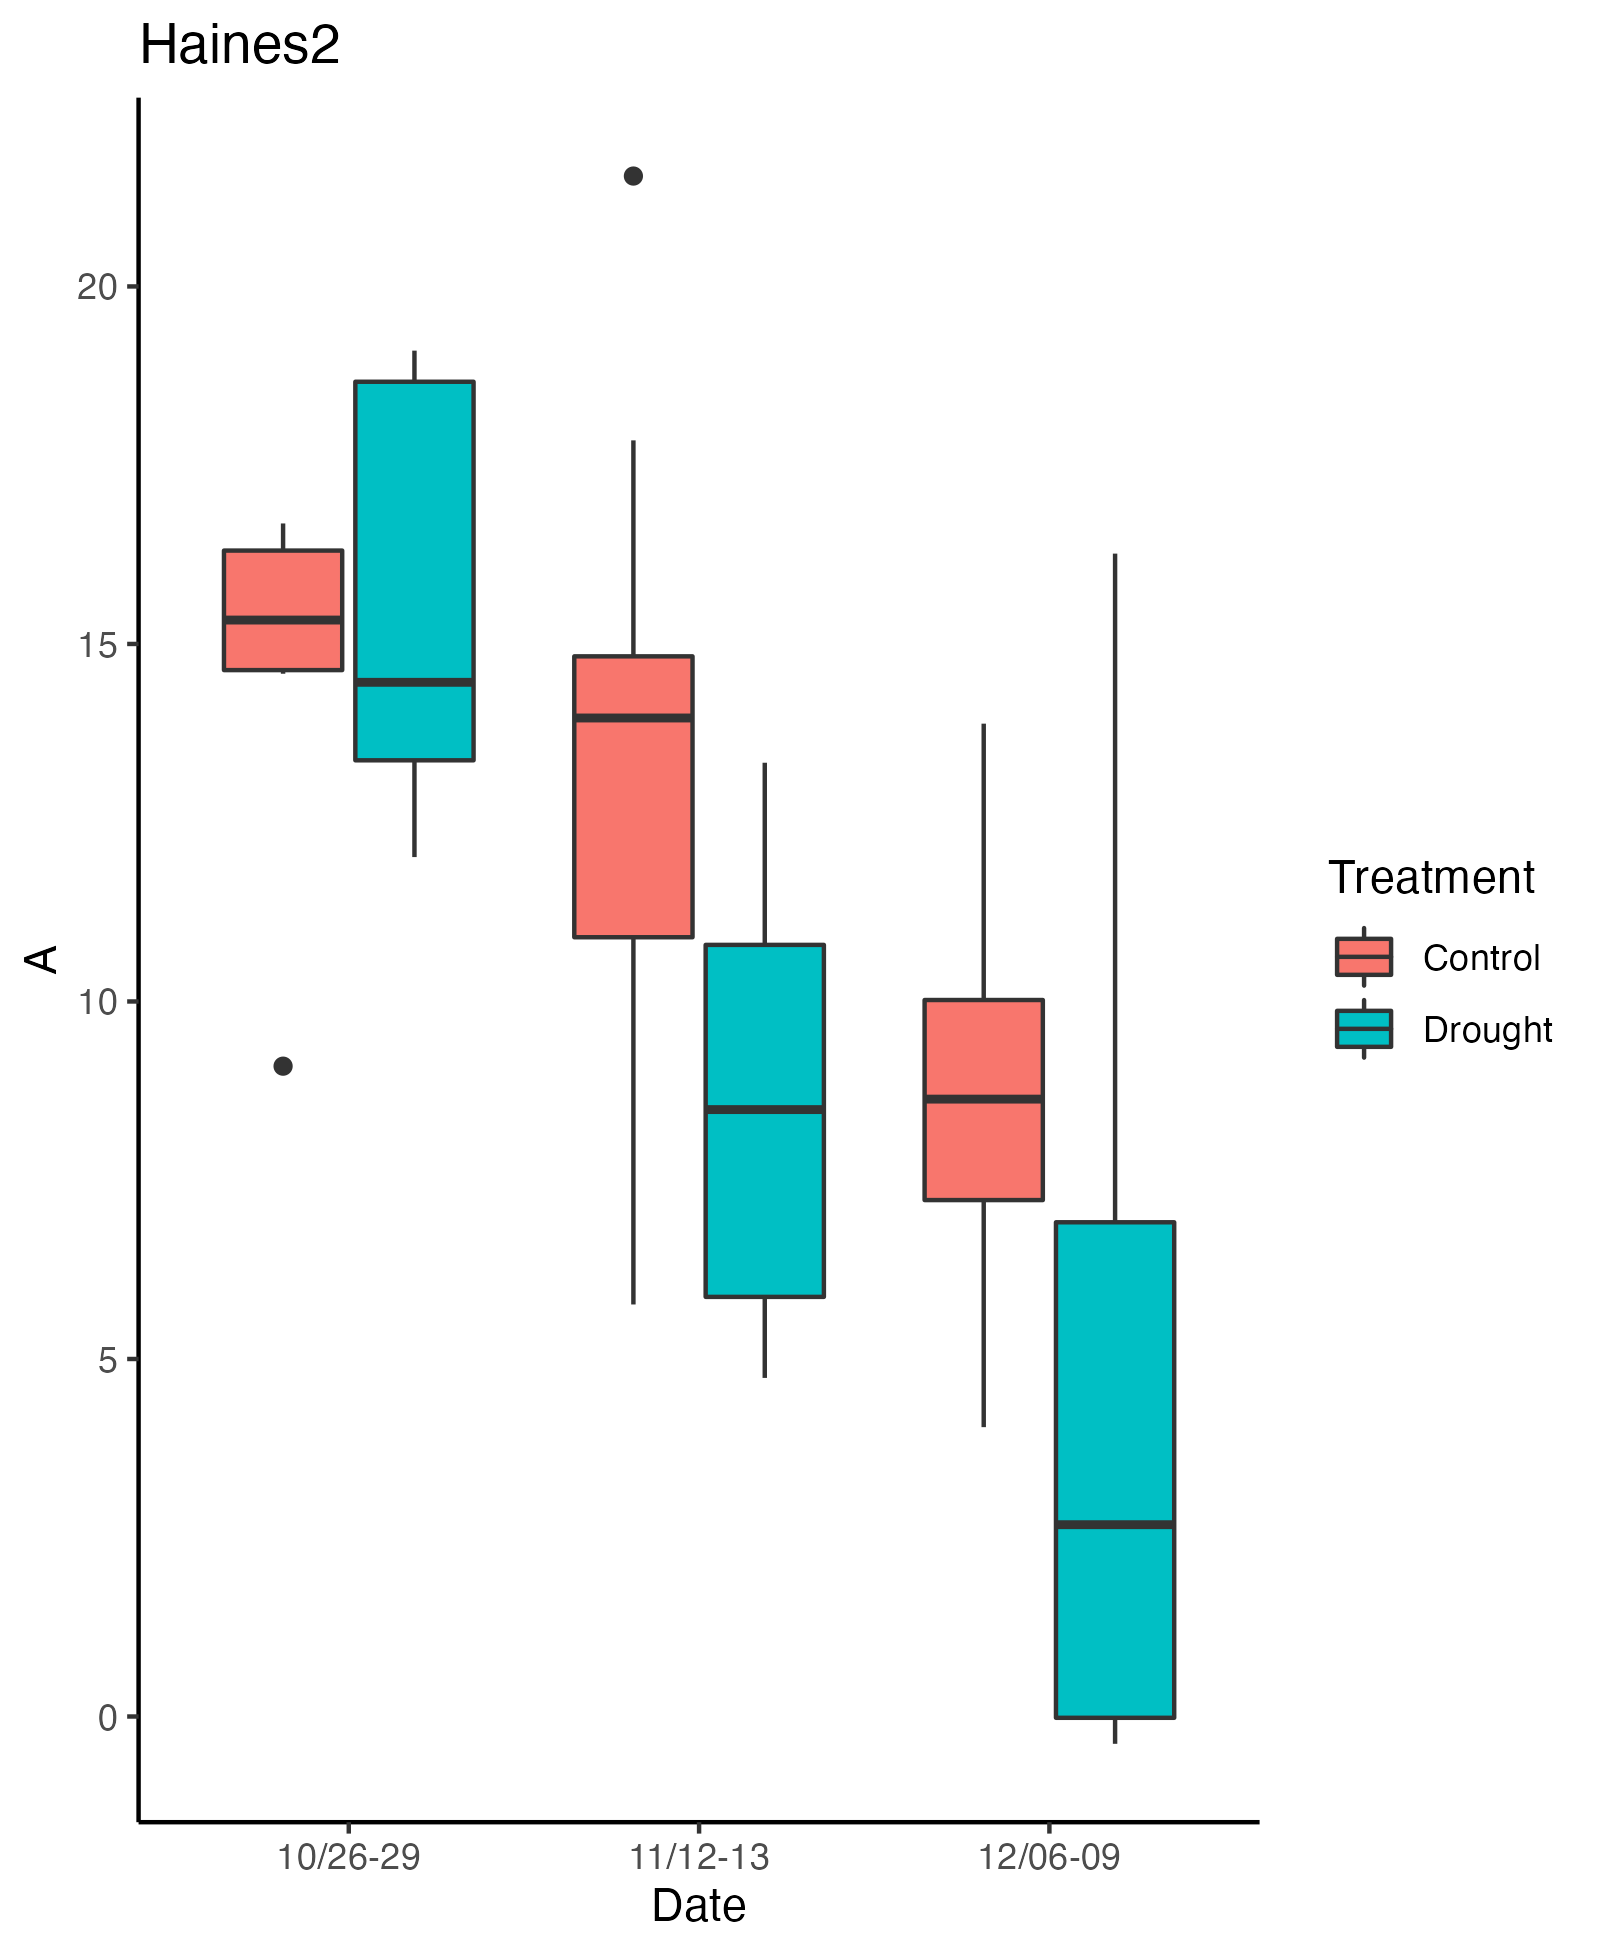 Haines2
20
15
10
5
0
A
10/26-29
11/12-13
12/06-09
Date
Treatment
Control
Drought